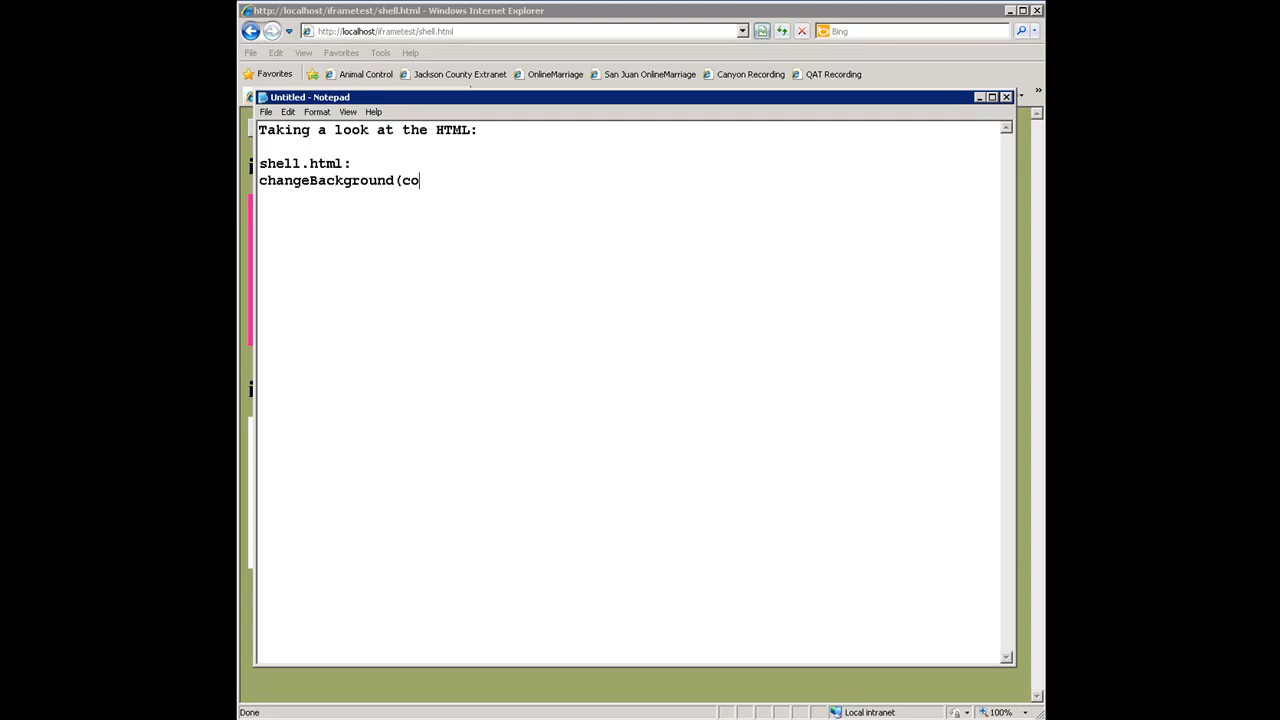 http://localhost/iframetest/shell.html - Windows Internet Explorer
http://localhost/iframetest/shell.html
Bing
File Edit View Favorites Tools Help
Favorites Animal Control Jackson County Extranet OnlineMarriage San Juan OnlineMarriage Canyon Recording QAT Recording
Untitled - Notepad
File Edit Format View Help
Taking a look at the HTML:
shell.html:
changeBackground(co
Done Local intranet 100%